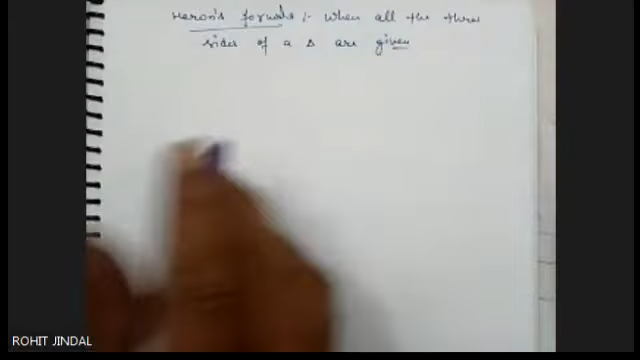 Heron's formula :- when all the three
sides of a Δ are given
ROHIT JINDAL